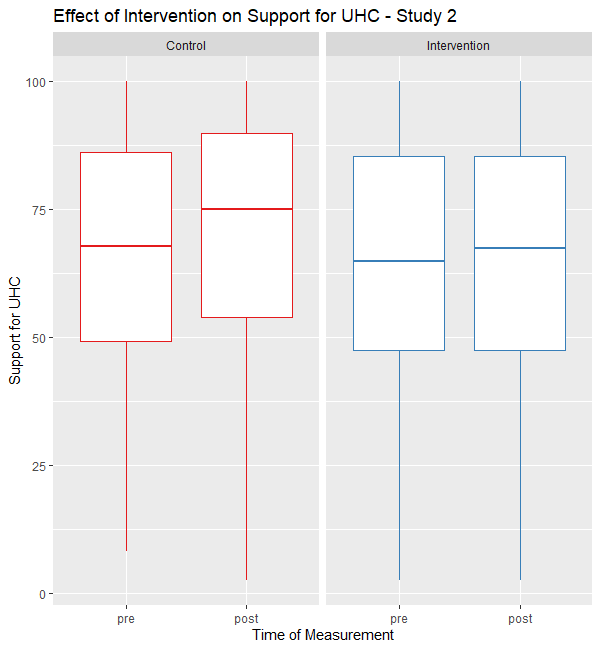 Effect of Intervention on Support for UHC - Study 2
Control
Intervention
100
75
50
25
0
Support for UHC
pre
post
pre
post
Time of Measurement